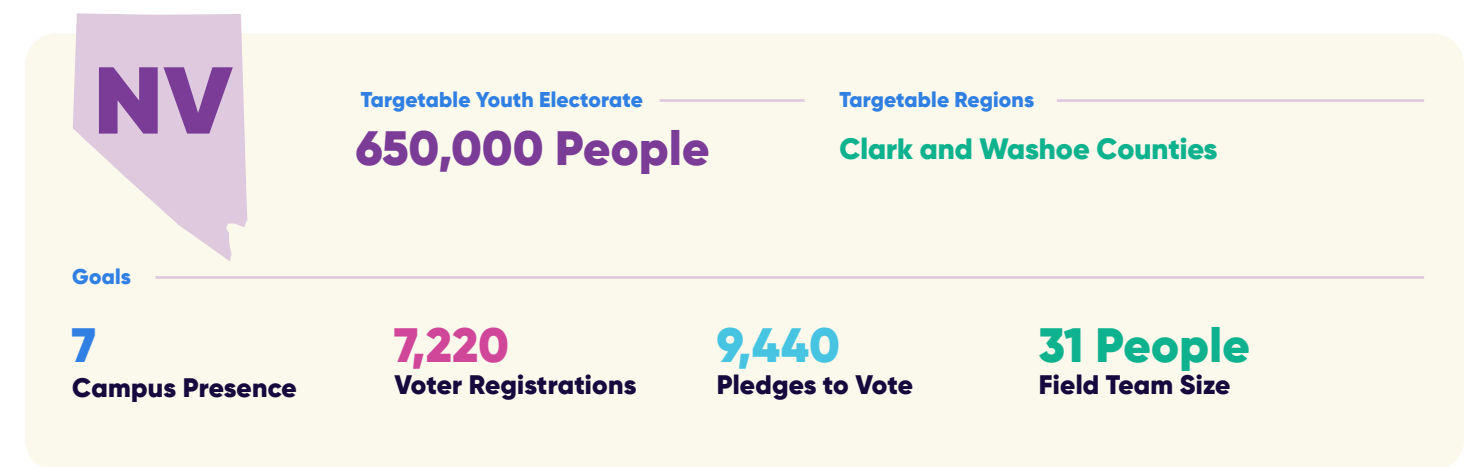 NV
Targetable Youth Electorate
650,000 People
Targetable Regions
Clark and Washoe Counties
Goals
7
Campus Presence
7,220
Voter Registrations
9,440
Pledges to Vote
31 People
Field Team Size